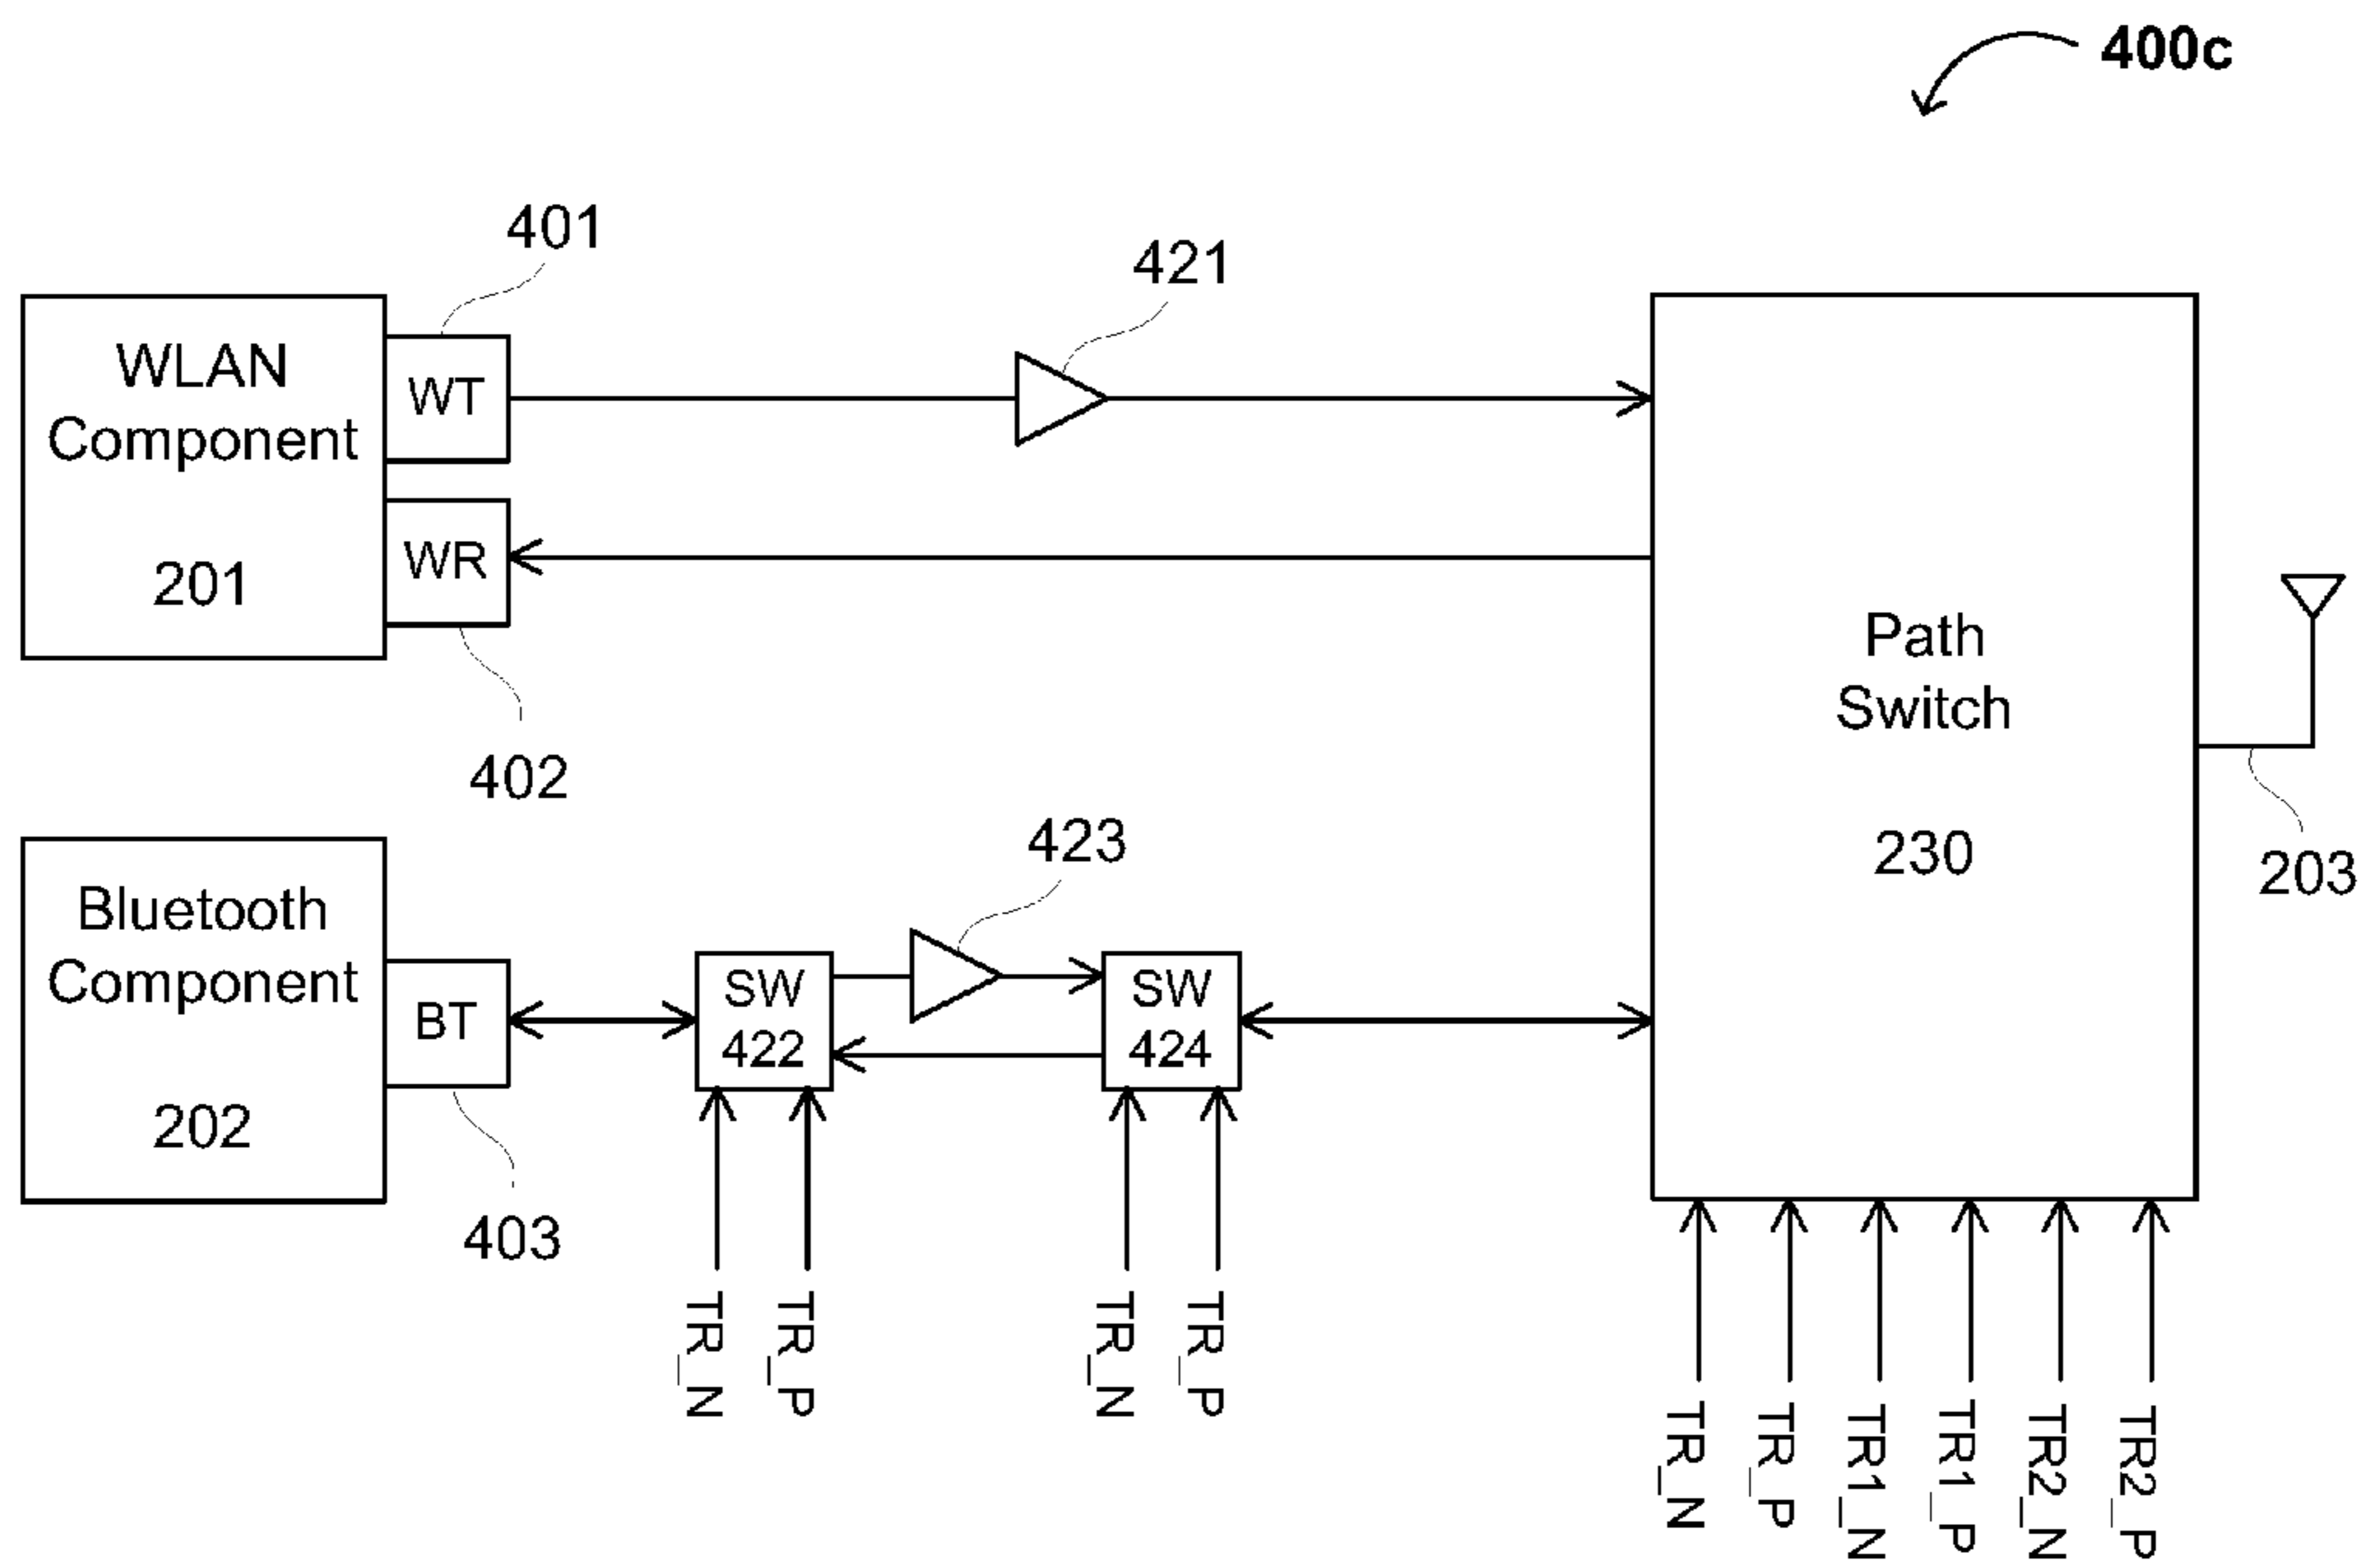 400c
401
421
WLAN
Component
201
WT
WR
402
Path
Switch
230
203
423
Bluetooth
Component
202
BT
403
SW
422
SW
424
TR_N
TR_P
TR_N
TR_P
TR_N
TR_P
TR1_N
TR1_P
TR2_N
TR2_P